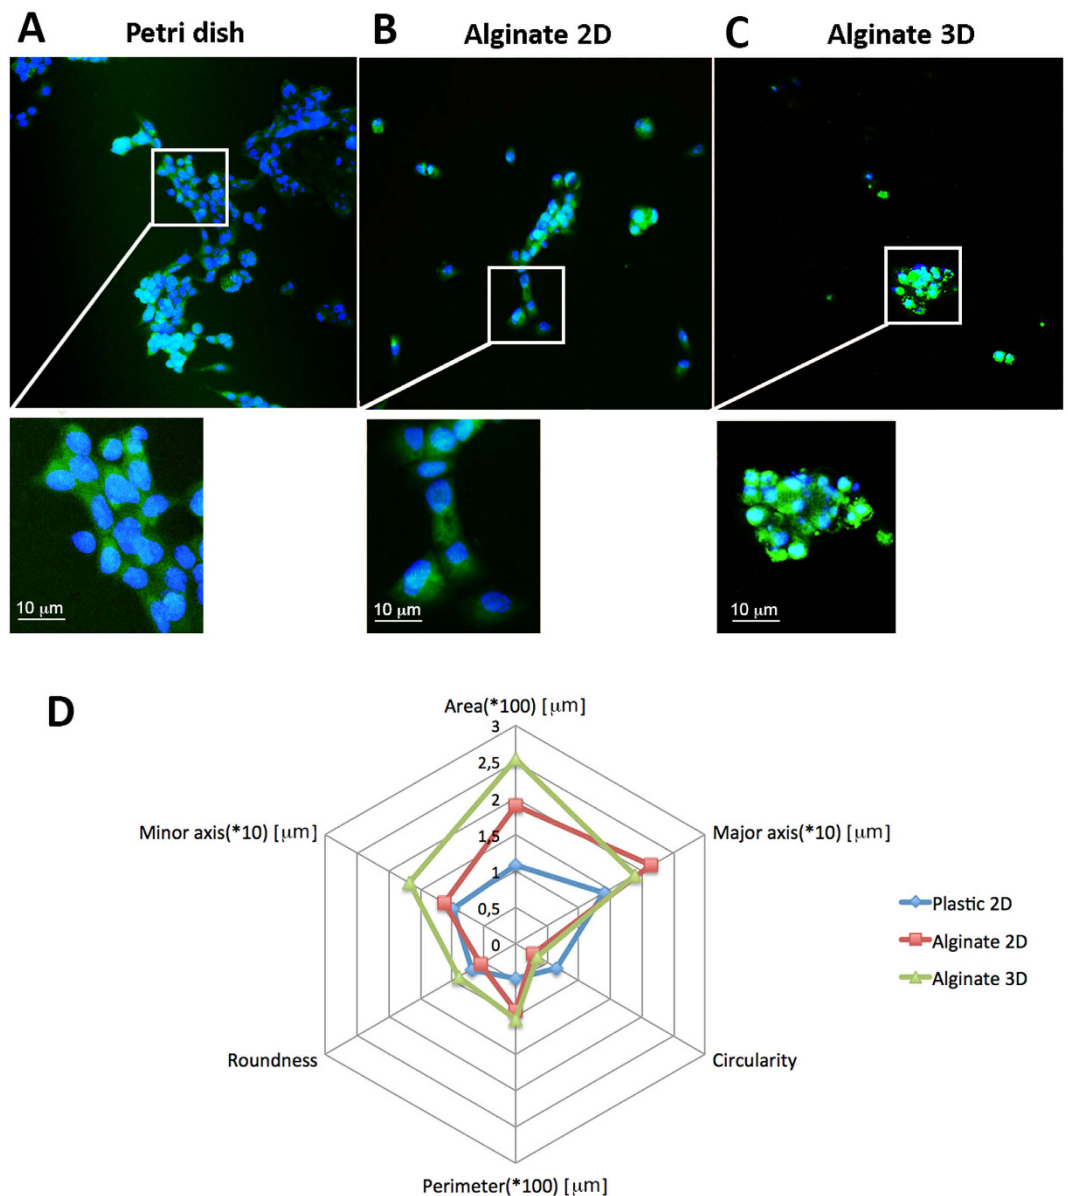 A Petri dish
B Alginate 2D
C Alginate 3D
10 μm
10 μm
10 μm
D
Area(*100) [μm]
3
2,5
2
1,5
1
0,5
0
Minor axis(*10) [μm]
Major axis(*10) [μm]
Roundness
Circularity
Perimeter(*100) [μm]
Plastic 2D
Alginate 2D
Alginate 3D